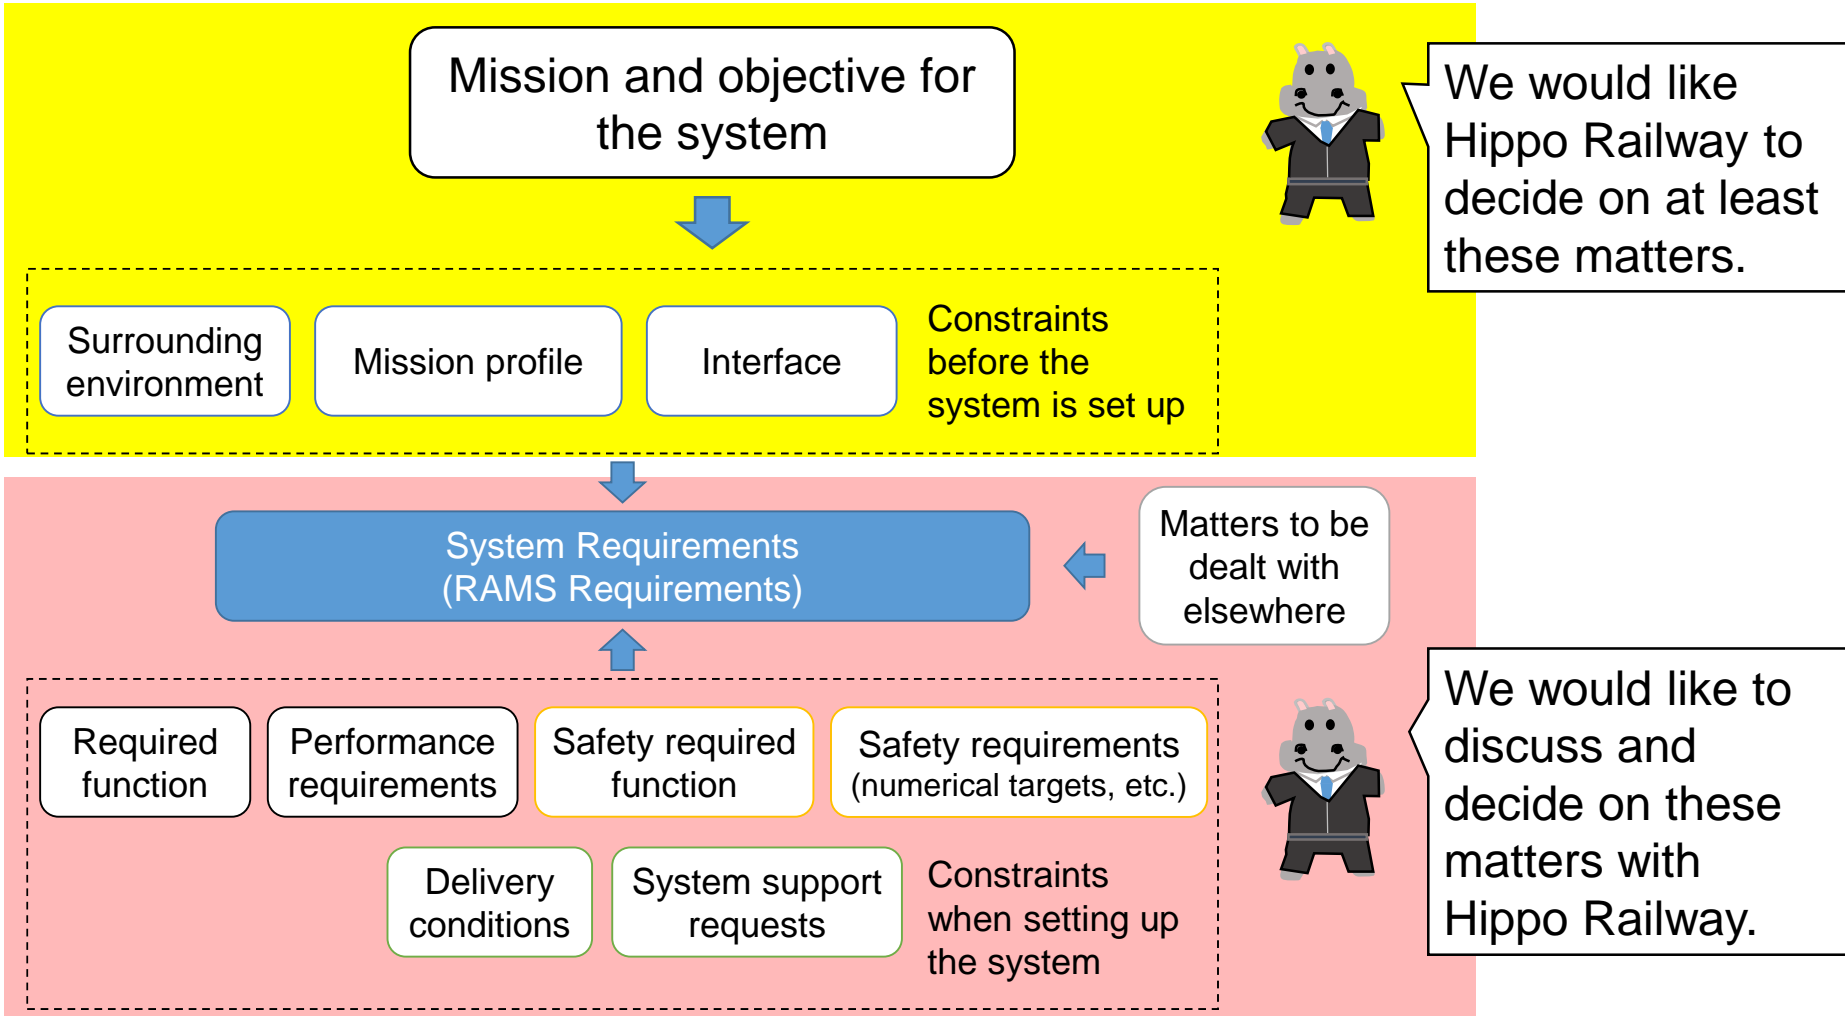 Mission and objective for
the system
We would like
Hippo Railway to
decide on at least
these matters.
Surrounding
environment
Mission profile
Interface
Constraints
before the
system is set up
System Requirements
(RAMS Requirements)
Matters to be
dealt with
elsewhere
Required
function
Performance
requirements
Safety required
function
Safety requirements
(numerical targets, etc.)
Delivery
conditions
System support
requests
Constraints
when setting up
the system
We would like to
discuss and
decide on these
matters with
Hippo Railway.